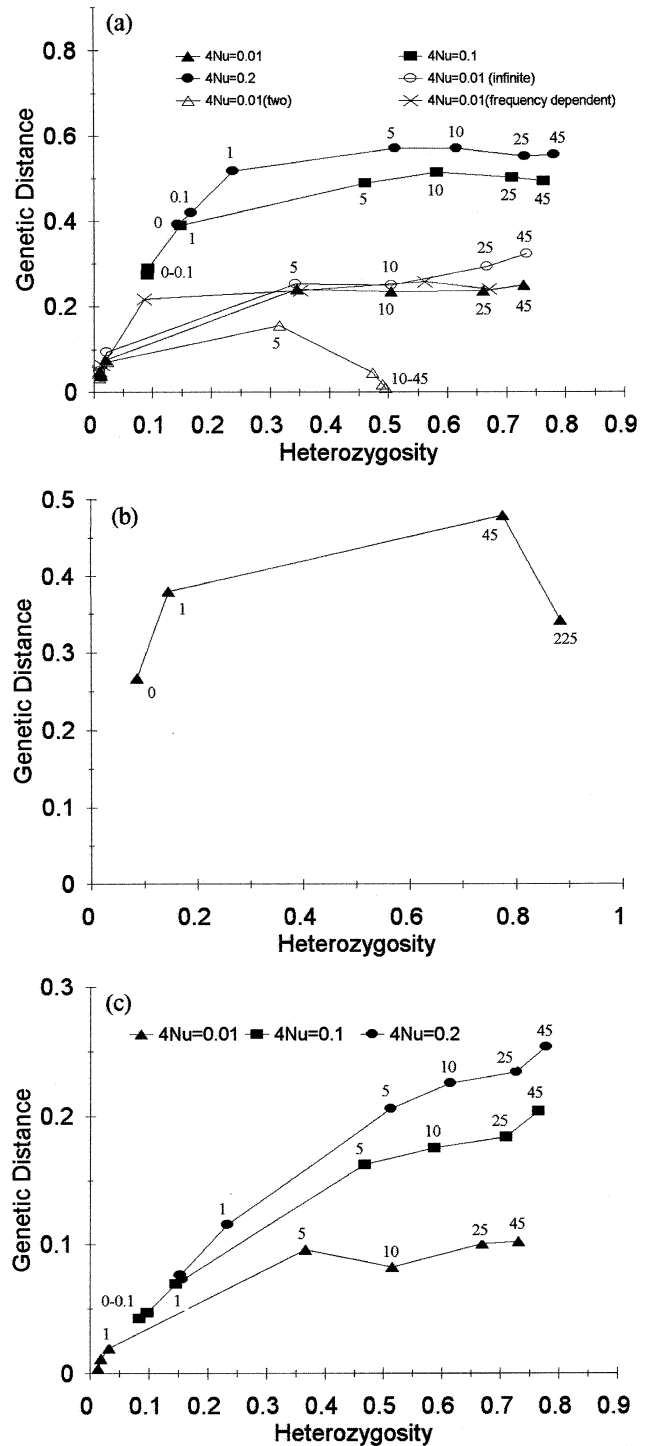 (a)
0.8
4Nu=0.01 4Nu=0.1
4Nu=0.2 4Nu=0.01 (infinite)
4Nu=0.01(two) 4Nu=0.01(frequency dependent)
0.6
0.4
0.2
0
Genetic Distance
0 0.1 1 5 10 25 45
0-0.1 1 5 10 25 45
5 10 25 45
10 25 45
5 10-45
0 0.1 0.2 0.3 0.4 0.5 0.6 0.7 0.8 0.9
Heterozygosity
(b)
0.5
0.4
0.3
0.2
0.1
0
Genetic Distance
0 1 45 225
0 0.2 0.4 0.6 0.8 1
Heterozygosity
(c)
0.3
4Nu=0.01 4Nu=0.1 4Nu=0.2
0.2
0.1
0
Genetic Distance
1 5 10 25 45
0-0.1 1 5 10 25 45
1 5 10 25 45
0 0.1 0.2 0.3 0.4 0.5 0.6 0.7 0.8 0.9
Heterozygosity